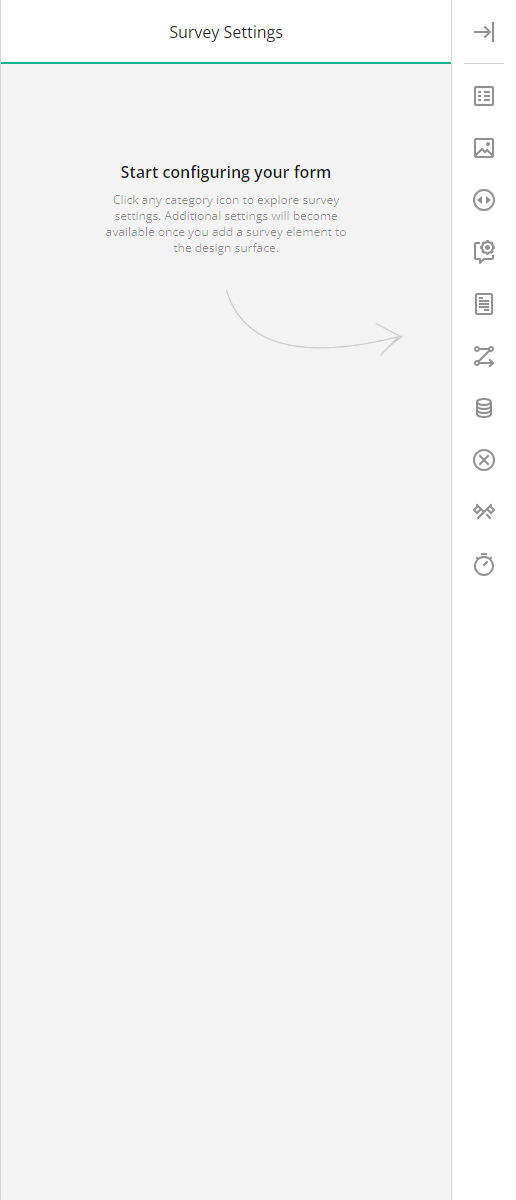 Survey Settings
Start configuring your form
Click any category icon to explore survey
settings. Additional settings will become
available once you add a survey element to
the design surface.